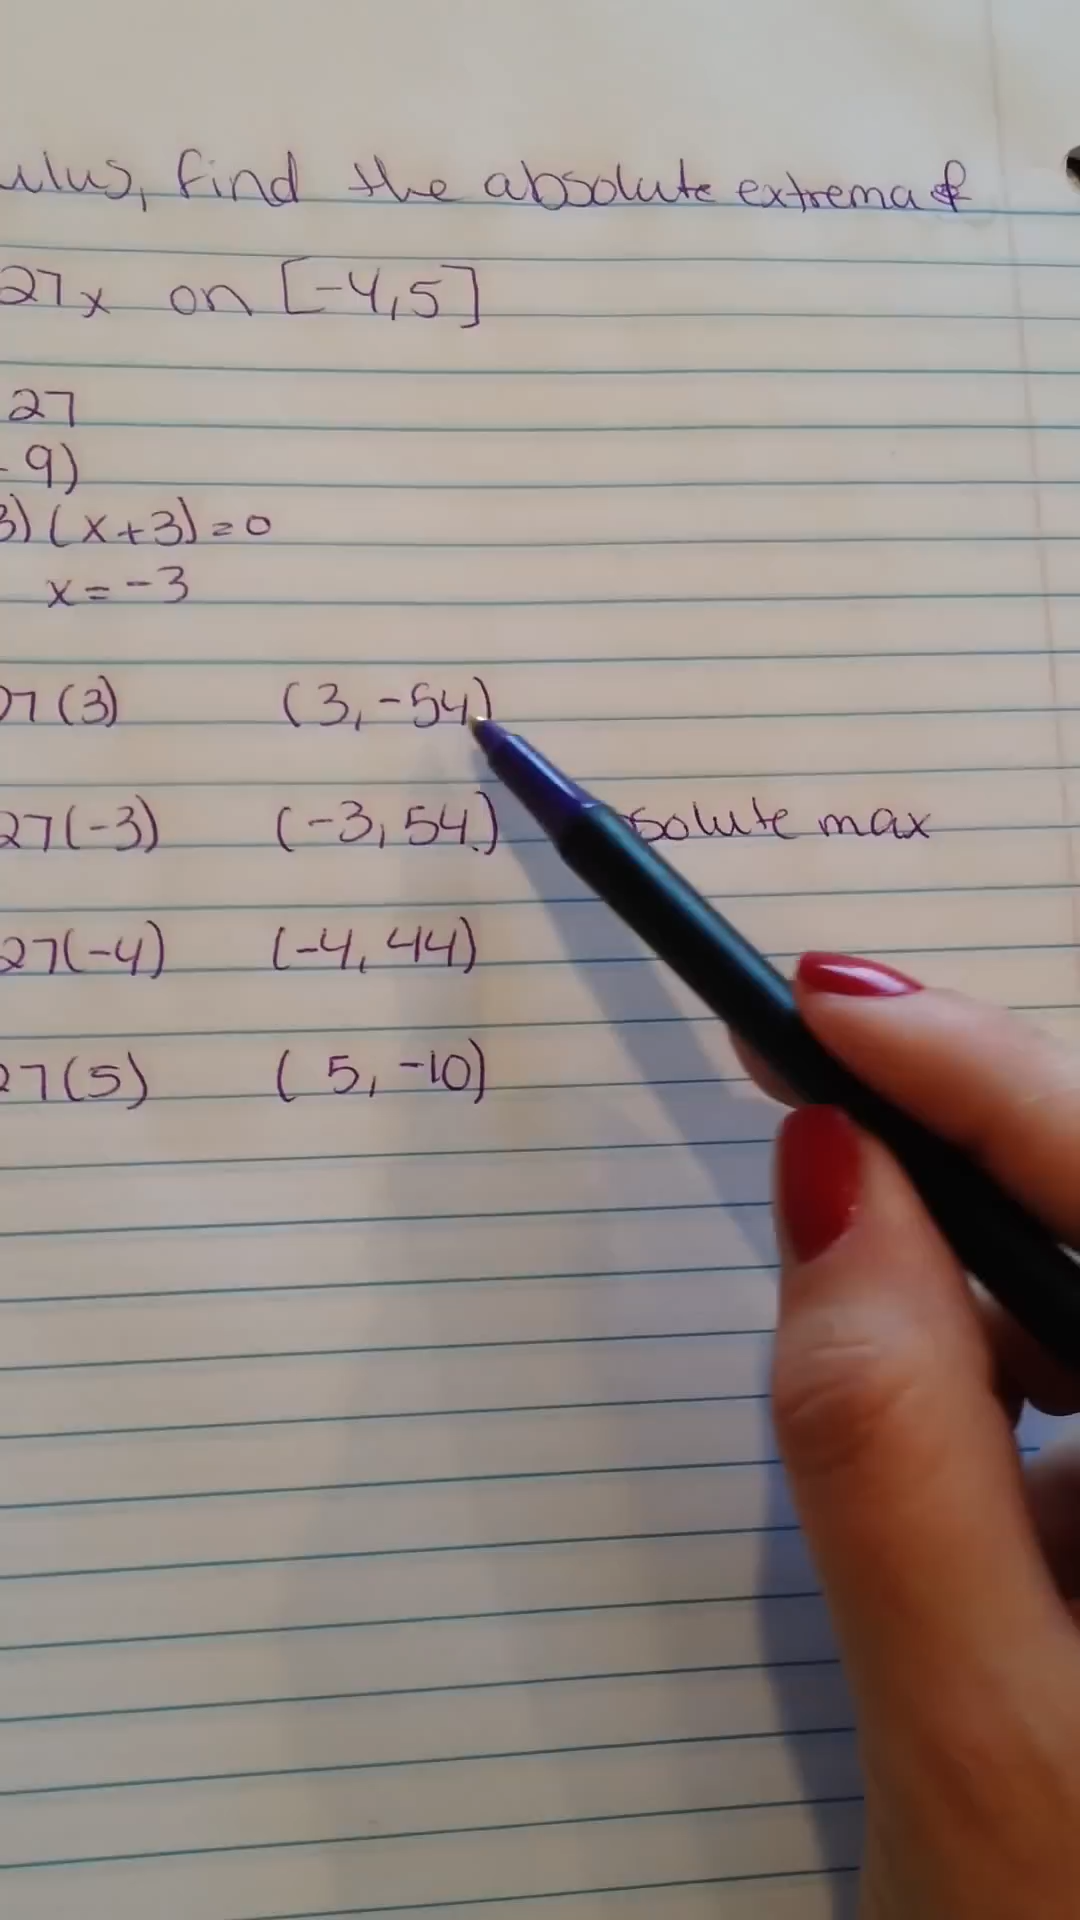 find the absolute extrema of
27x on [-4,5]
27
- 9)
3) (x+3)=0
x = -3
27(3) (3, -54)
27(-3) (-3, 54) solute max
27(-4) (-4, 44)
27(5) ( 5, -10)